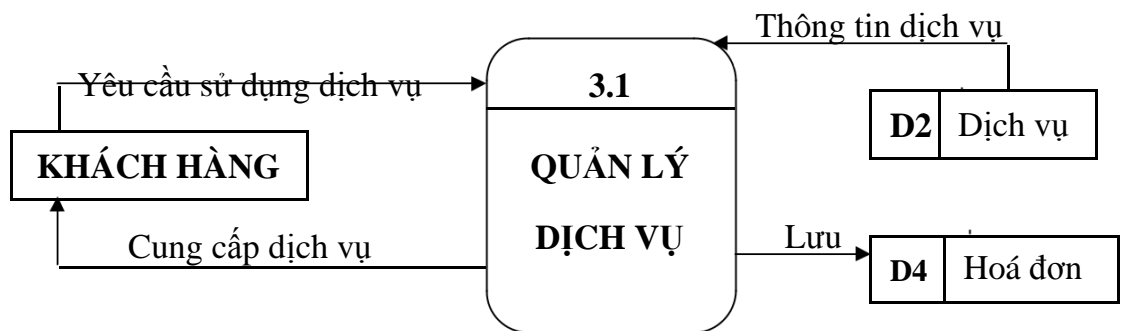 Thông tin dịch vụ
Yêu cầu sử dụng dịch vụ
3.1
D2 Dịch vụ
KHÁCH HÀNG
QUẢN LÝ
DỊCH VỤ
Cung cấp dịch vụ
Lưu
D4 Hoá đơn